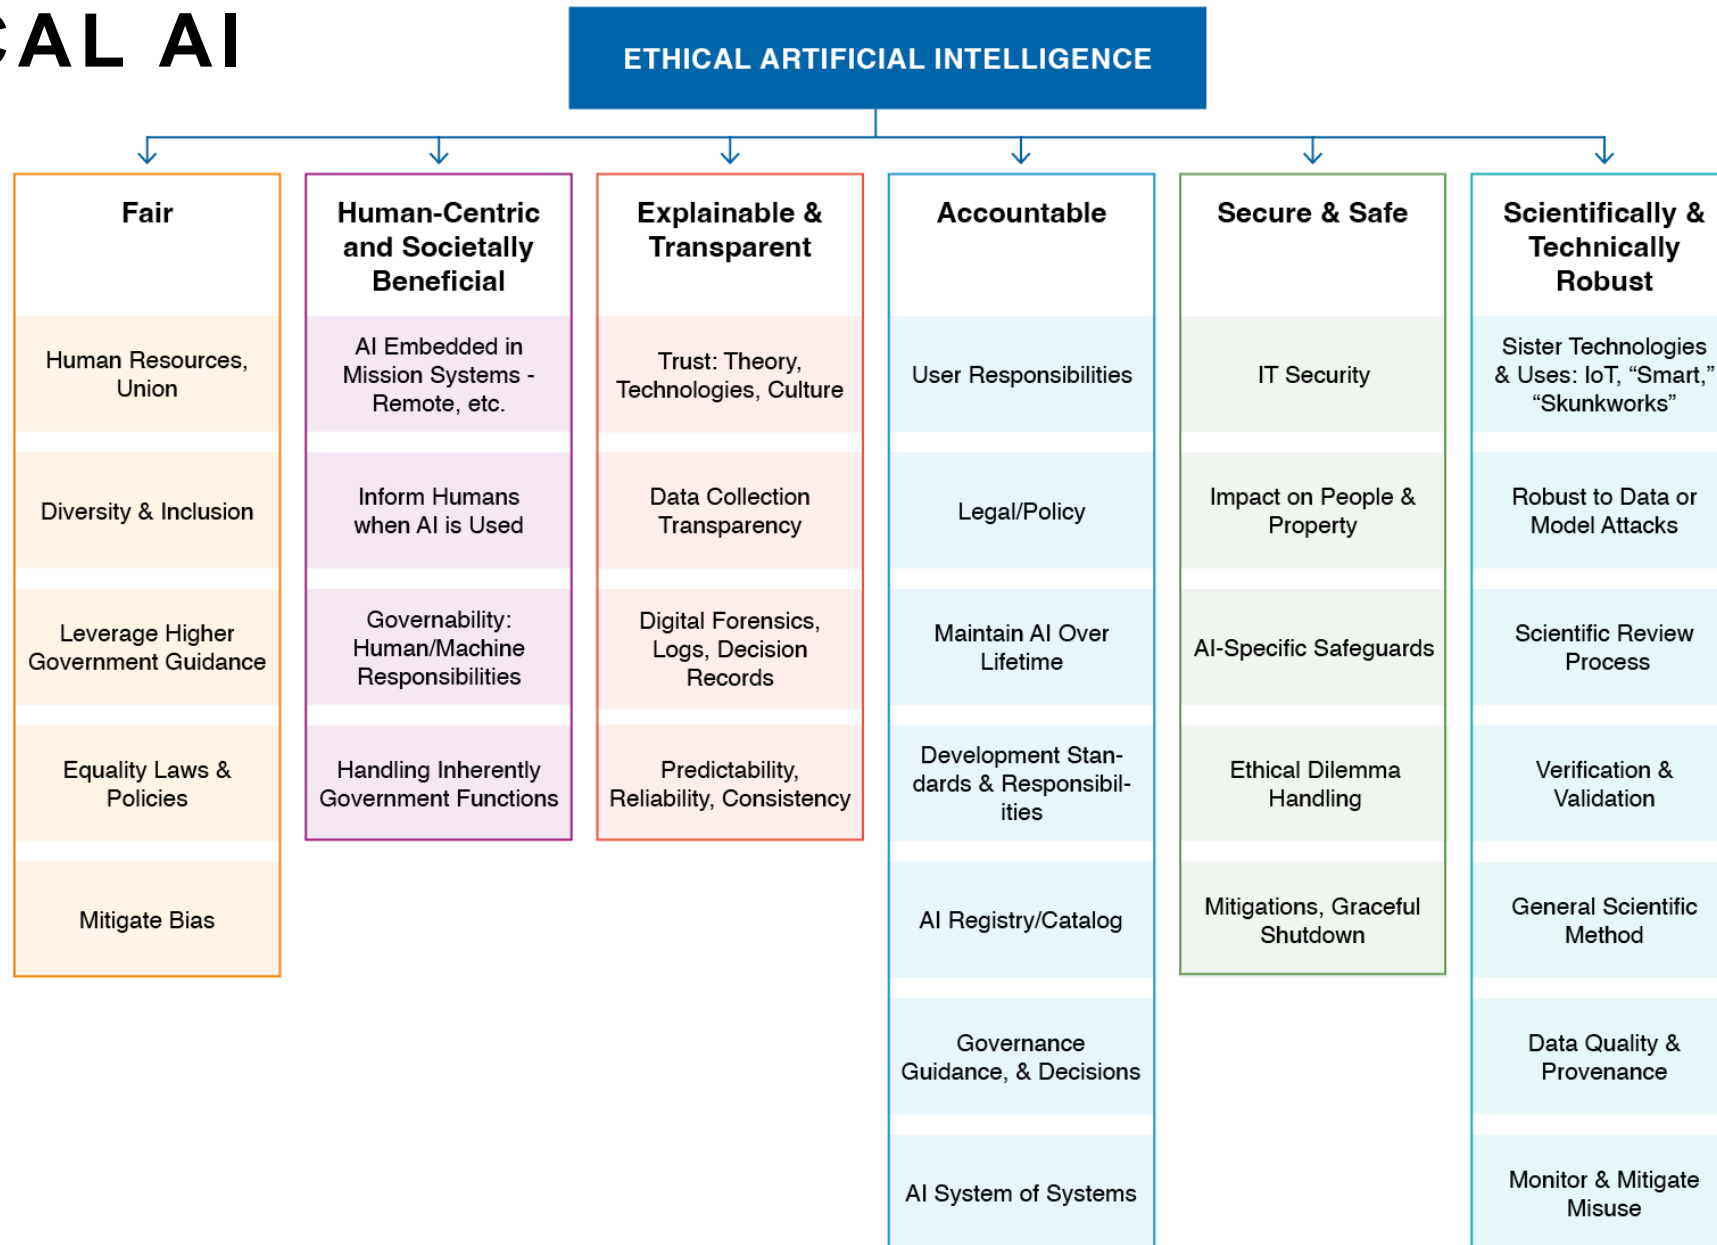 CAL AI
ETHICAL ARTIFICIAL INTELLIGENCE
Fair
Human Resources,
Union
Diversity & Inclusion
Leverage Higher
Government Guidance
Equality Laws &
Policies
Mitigate Bias
Human-Centric
and Societally
Beneficial
AI Embedded in
Mission Systems -
Remote, etc.
Inform Humans
when AI is Used
Governability:
Human/Machine
Responsibilities
Handling Inherently
Government Functions
Explainable &
Transparent
Trust: Theory,
Technologies, Culture
Data Collection
Transparency
Digital Forensics,
Logs, Decision
Records
Predictability,
Reliability, Consistency
Accountable
User Responsibilities
Legal/Policy
Maintain AI Over
Lifetime
Development Stan-
dards & Responsibil-
ities
AI Registry/Catalog
Governance
Guidance, & Decisions
AI System of Systems
Secure & Safe
IT Security
Impact on People &
Property
AI-Specific Safeguards
Ethical Dilemma
Handling
Mitigations, Graceful
Shutdown
Scientifically &
Technically
Robust
Sister Technologies
& Uses: IoT, “Smart,”
“Skunkworks”
Robust to Data or
Model Attacks
Scientific Review
Process
Verification &
Validation
General Scientific
Method
Data Quality &
Provenance
Monitor & Mitigate
Misuse